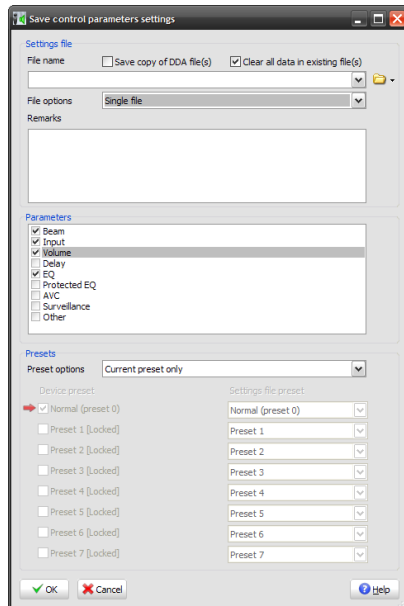 Save control parameters settings
Settings file
File name Save copy of DDA file(s) Clear all data in existing file(s)
File options Single file
Remarks
Parameters
Beam
Input
Volume
Delay
EQ
Protected EQ
AVC
Surveillance
Other
Presets
Preset options Current preset only
Device preset Settings file preset
Normal (preset 0) Normal (preset 0)
Preset 1 [Locked] Preset 1
Preset 2 [Locked] Preset 2
Preset 3 [Locked] Preset 3
Preset 4 [Locked] Preset 4
Preset 5 [Locked] Preset 5
Preset 6 [Locked] Preset 6
Preset 7 [Locked] Preset 7
OK Cancel Help